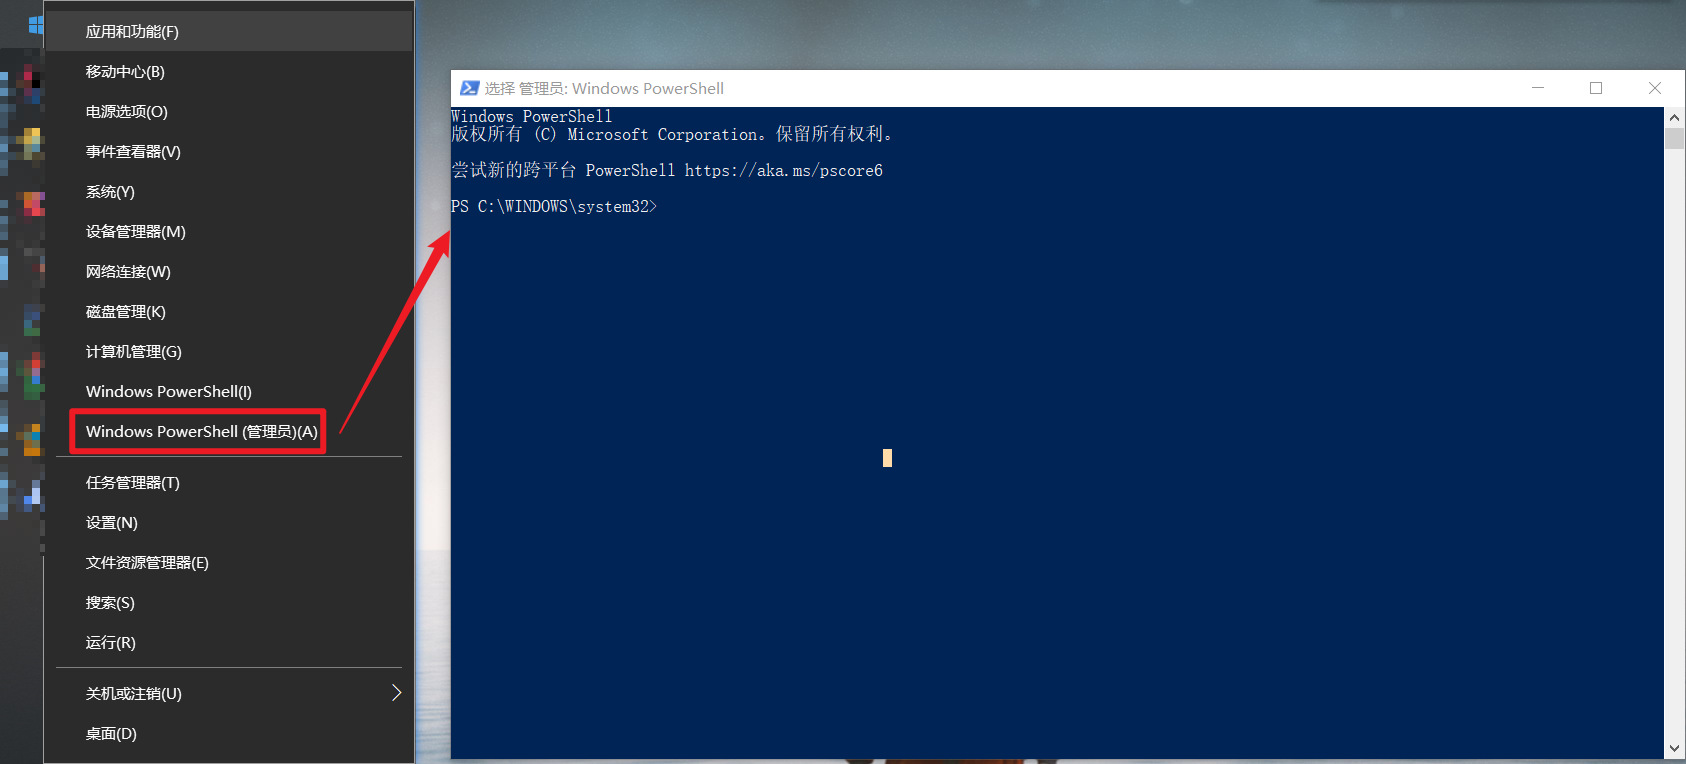 应用和功能(F)
移动中心(B)
电源选项(O)
事件查看器(V)
系统(Y)
设备管理器(M)
网络连接(W)
磁盘管理(K)
计算机管理(G)
Windows PowerShell(I)
Windows PowerShell (管理员)(A)
任务管理器(T)
设置(N)
文件资源管理器(E)
搜索(S)
运行(R)
关机或注销(U)
桌面(D)
选择 管理员: Windows PowerShell
Windows PowerShell
版权所有 (C) Microsoft Corporation。保留所有权利。
尝试新的跨平台 PowerShell https://aka.ms/pscore6
PS C:\WINDOWS\system32>